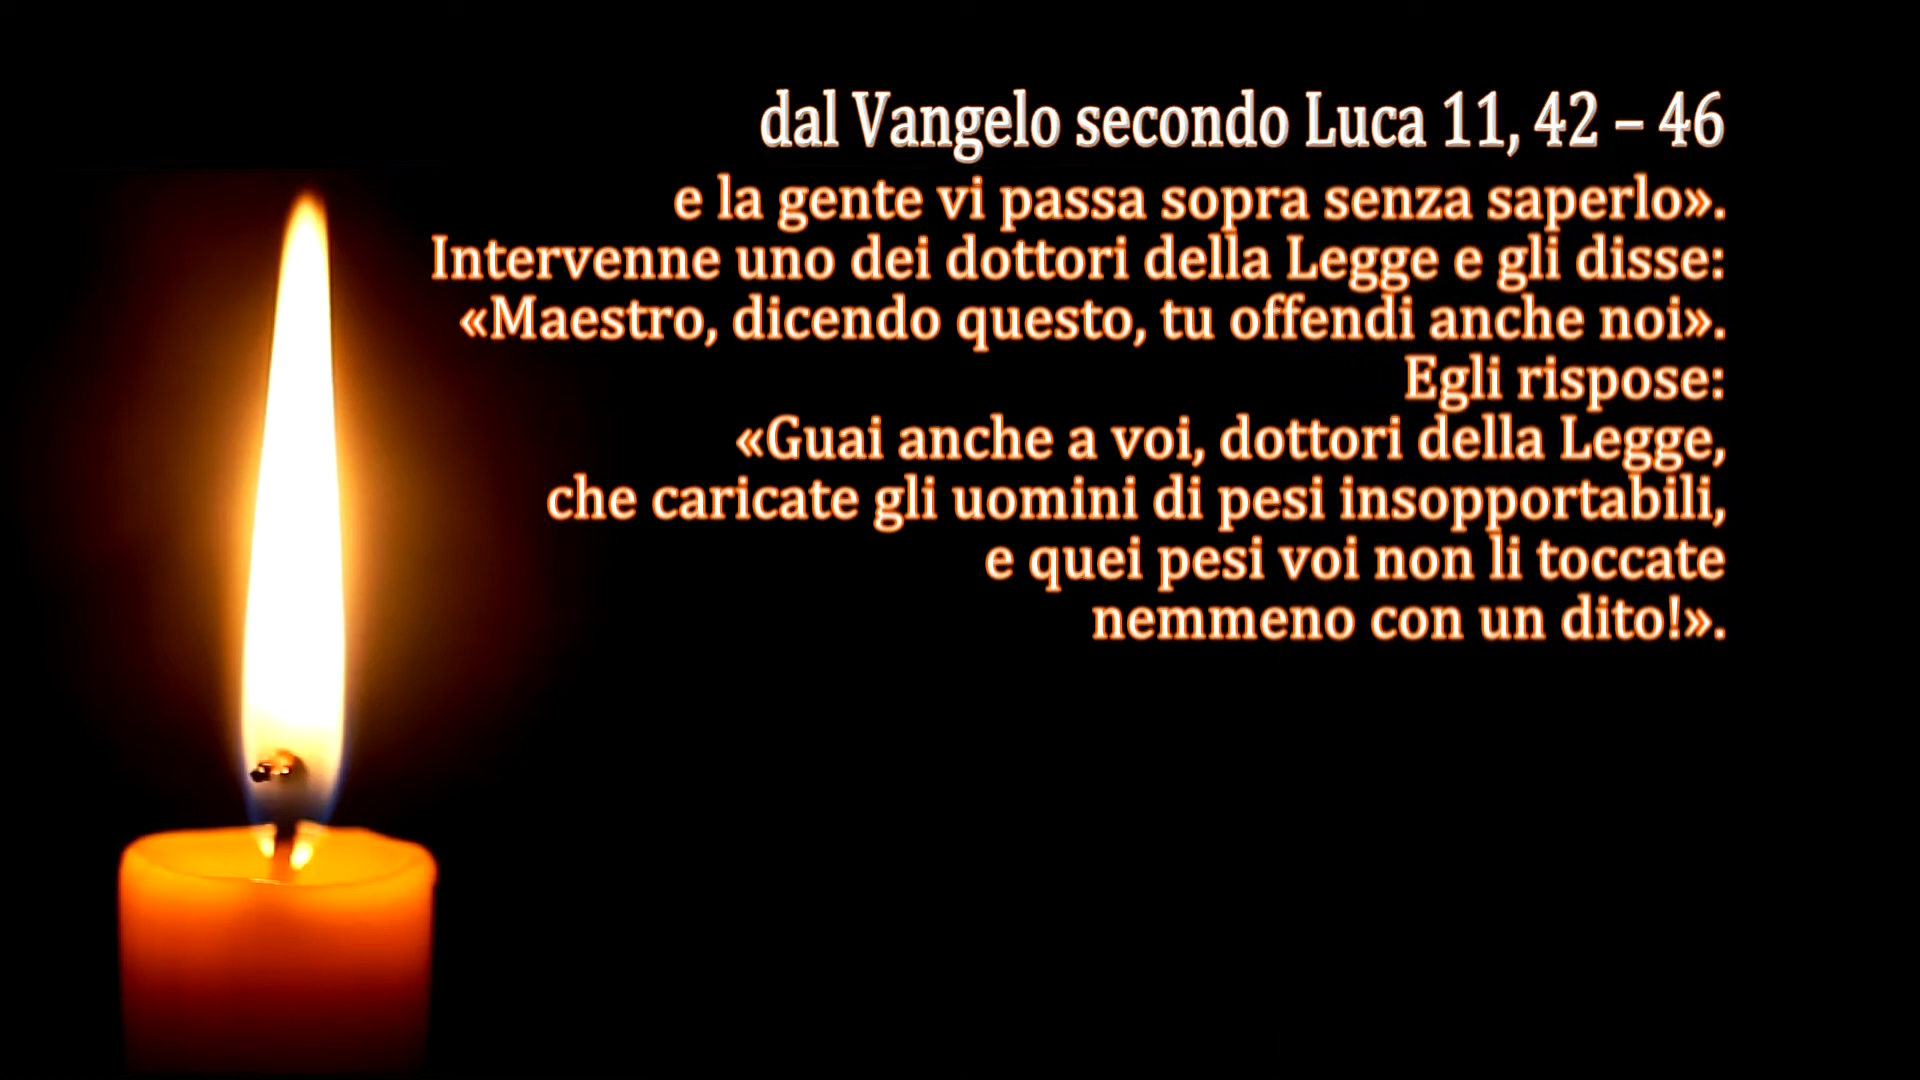 dal Vangelo secondo Luca 11, 42 – 46
e la gente vi passa sopra senza saperlo».
Intervenne uno dei dottori della Legge e gli disse:
«Maestro, dicendo questo, tu offendi anche noi».
Egli rispose:
«Guai anche a voi, dottori della Legge,
che caricate gli uomini di pesi insopportabili,
e quei pesi voi non li toccate
nemmeno con un dito!».